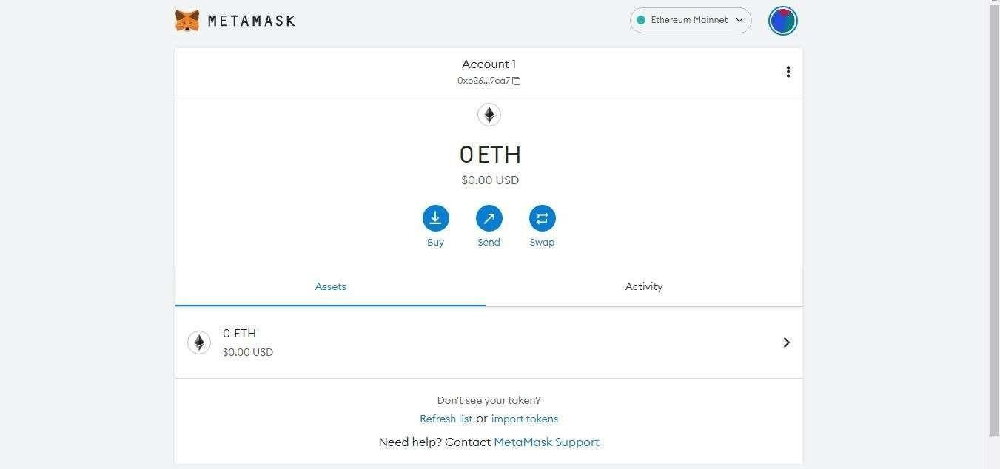 METAMASK
Ethereum Mainnet
Account 1
0xb26...9ea7
0 ETH
$0.00 USD
Buy Send Swap
Assets Activity
0 ETH
$0.00 USD
Don't see your token?
Refresh list or import tokens
Need help? Contact MetaMask Support